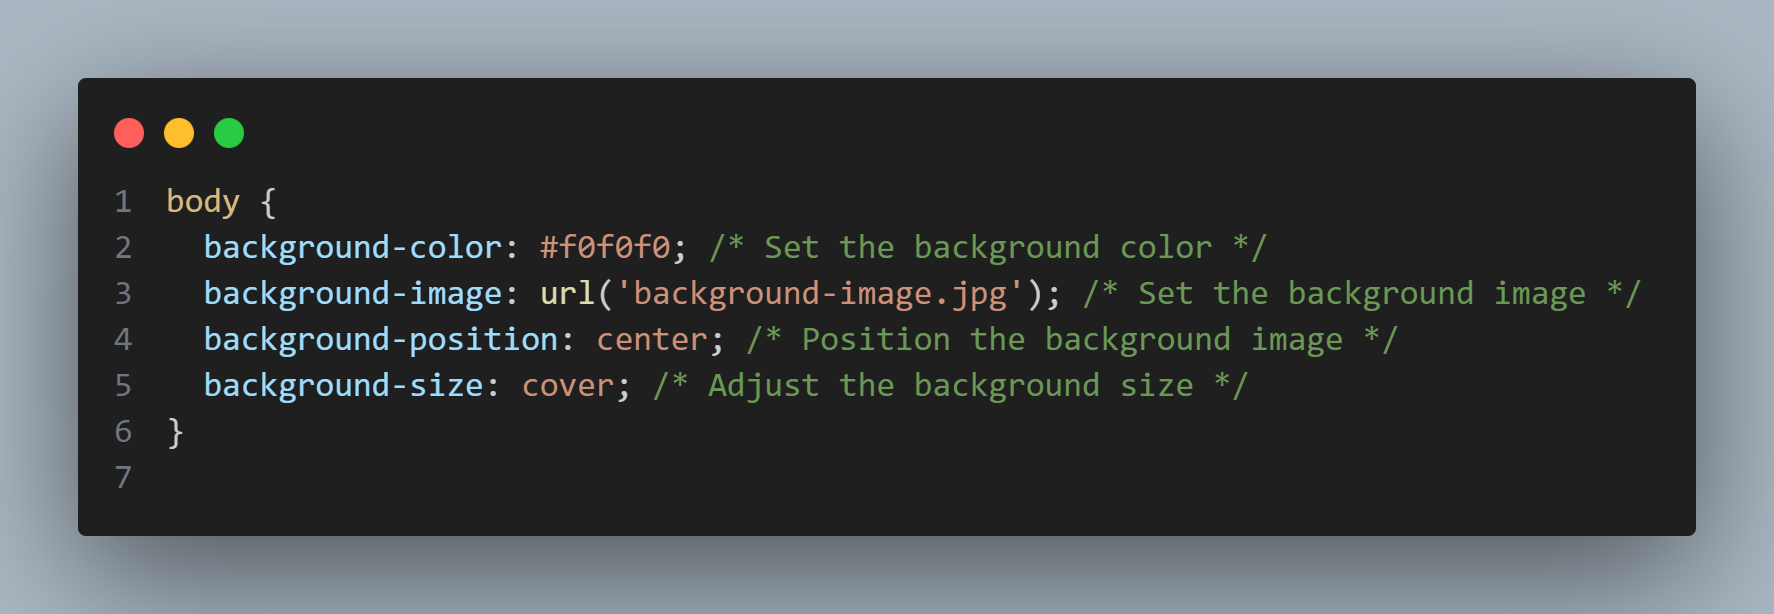 1 body {
2   background-color: #f0f0f0; /* Set the background color */
3   background-image: url('background-image.jpg'); /* Set the background image */
4   background-position: center; /* Position the background image */
5   background-size: cover; /* Adjust the background size */
6 }
7